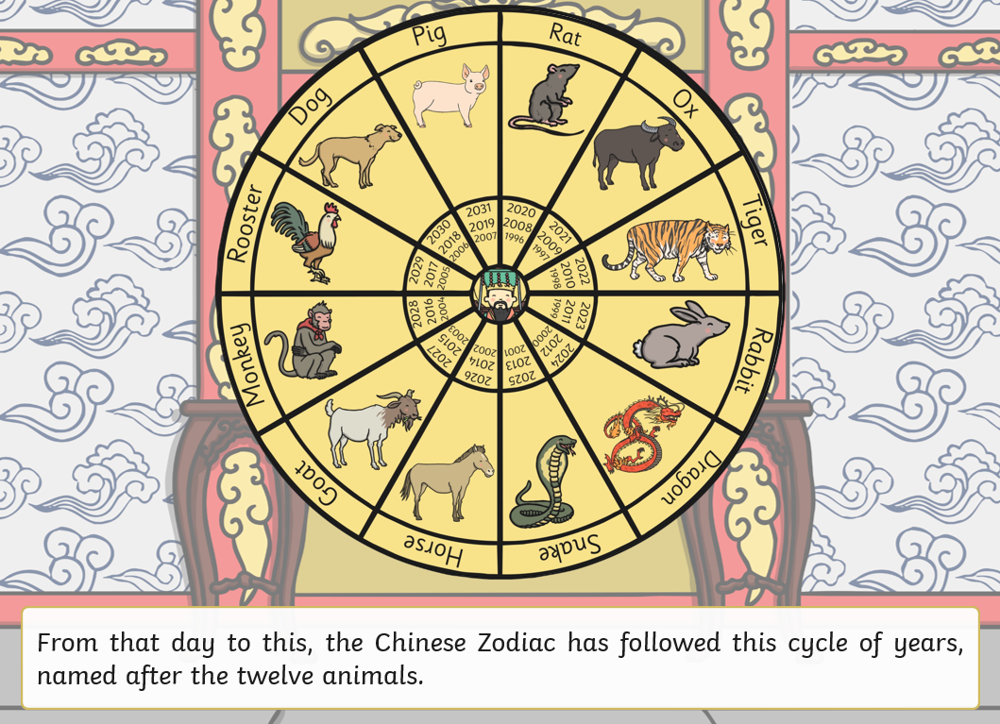 Pig
Rat
Ox
Tiger
Rabbit
Dragon
Snake
Horse
Goat
Monkey
Rooster
Dog
2031
2019
2007
2020
2008
1996
2021
2009
1997
2022
2010
1998
2023
2011
1999
2024
2012
2000
2025
2013
2001
2026
2014
2002
2027
2015
2003
2028
2016
2004
2029
2017
2005
2030
2018
2006
From that day to this, the Chinese Zodiac has followed this cycle of years,
named after the twelve animals.